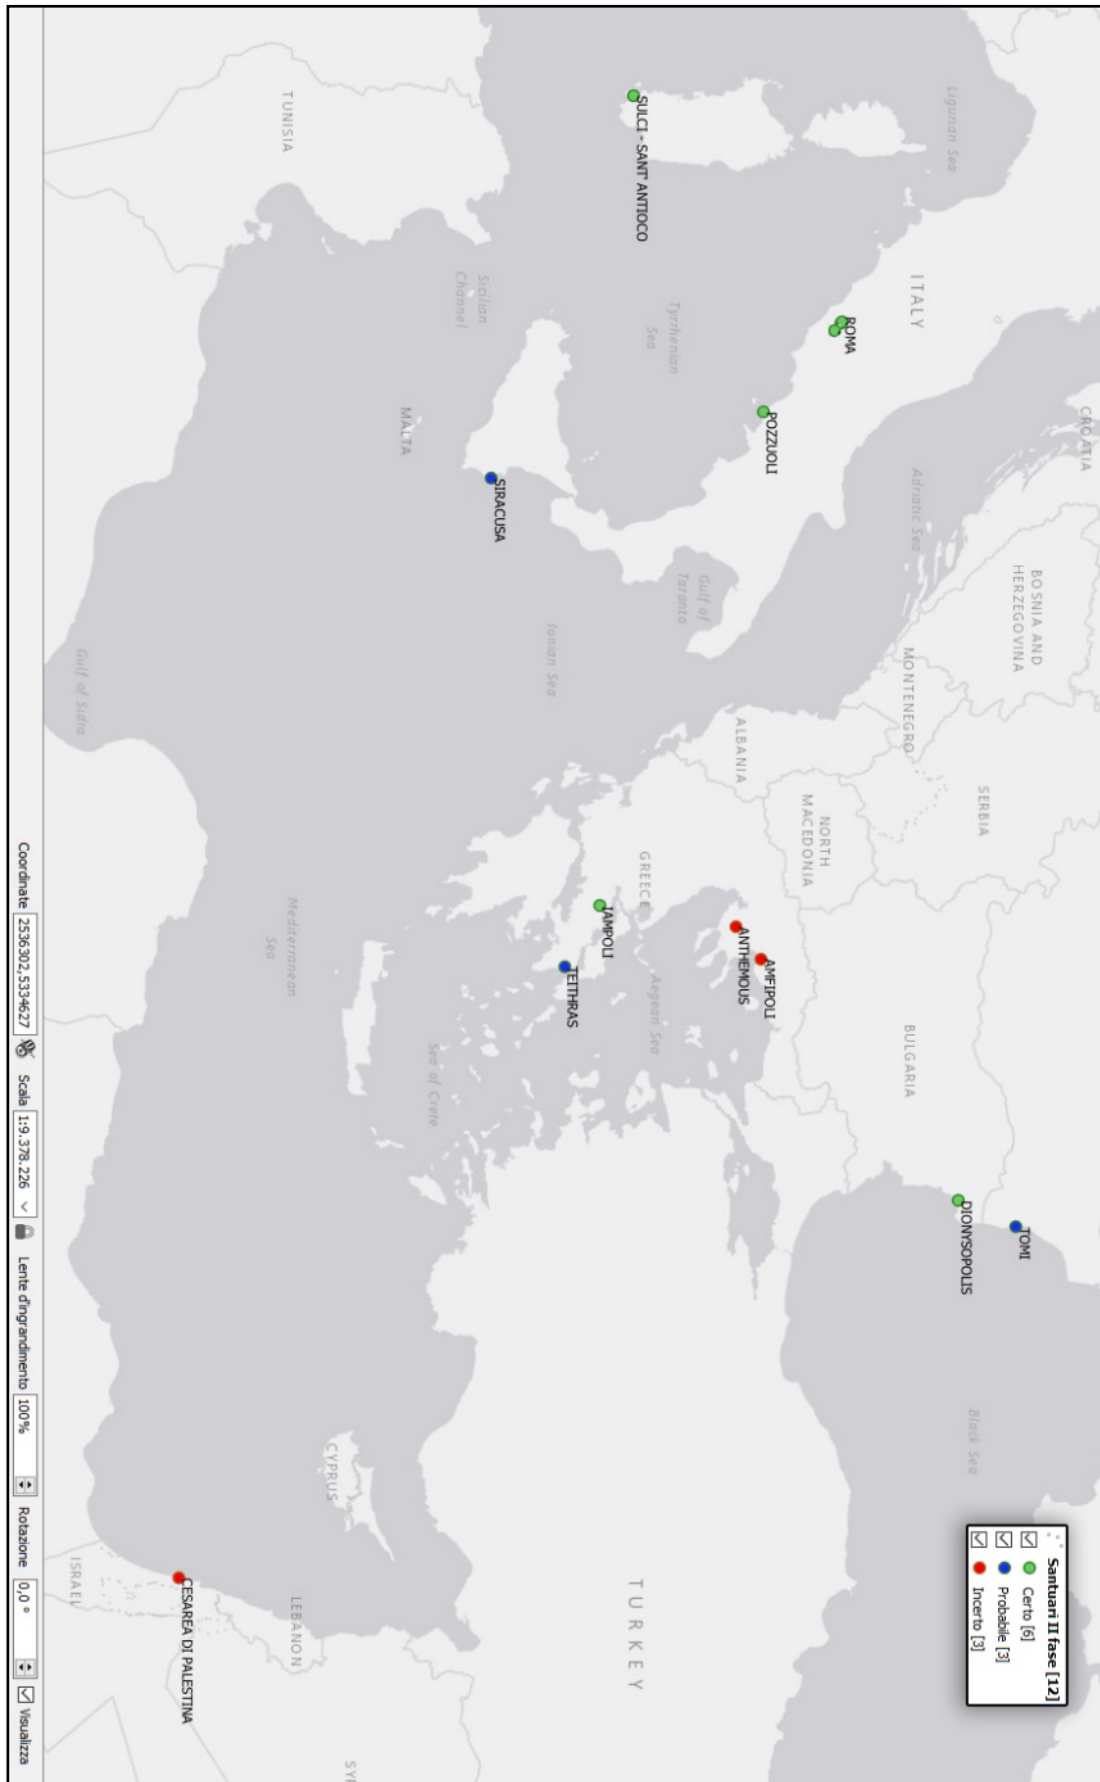 Santuari II fase [12]
Certo [6]
Probabile [3]
Incerto [3]
CROATIA
BOSNIA AND
HERZEGOVINA
SERBIA
TOMI
Black Sea
Ligurian Sea
ITALY
Adriatic Sea
MONTENEGRO
BULGARIA
DIONYSOPOLIS
ROMA
NORTH
MACEDONIA
POZZUOLI
ALBANIA
AMFIPOLI
ANTHEMOUS
Gulf of
Taranto
Tyrrhenian
Sea
SULCI - SANT'ANTIOCO
GREECE
Aegean Sea
TURKEY
IAMPOLI
TEITHRAS
Ionian Sea
SIRACUSA
Sicilian
Channel
MALTA
Sea of Crete
CYPRUS
SY
TUNISIA
Mediterranean
Sea
LEBANON
CESAREA DI PALESTINA
Gulf of Sidra
ISRAEL
Coordinate 2536302,5334627 Scala 1:9.378.226 Lente d'ingrandimento 100% Rotazione 0,0 ° Visualizza